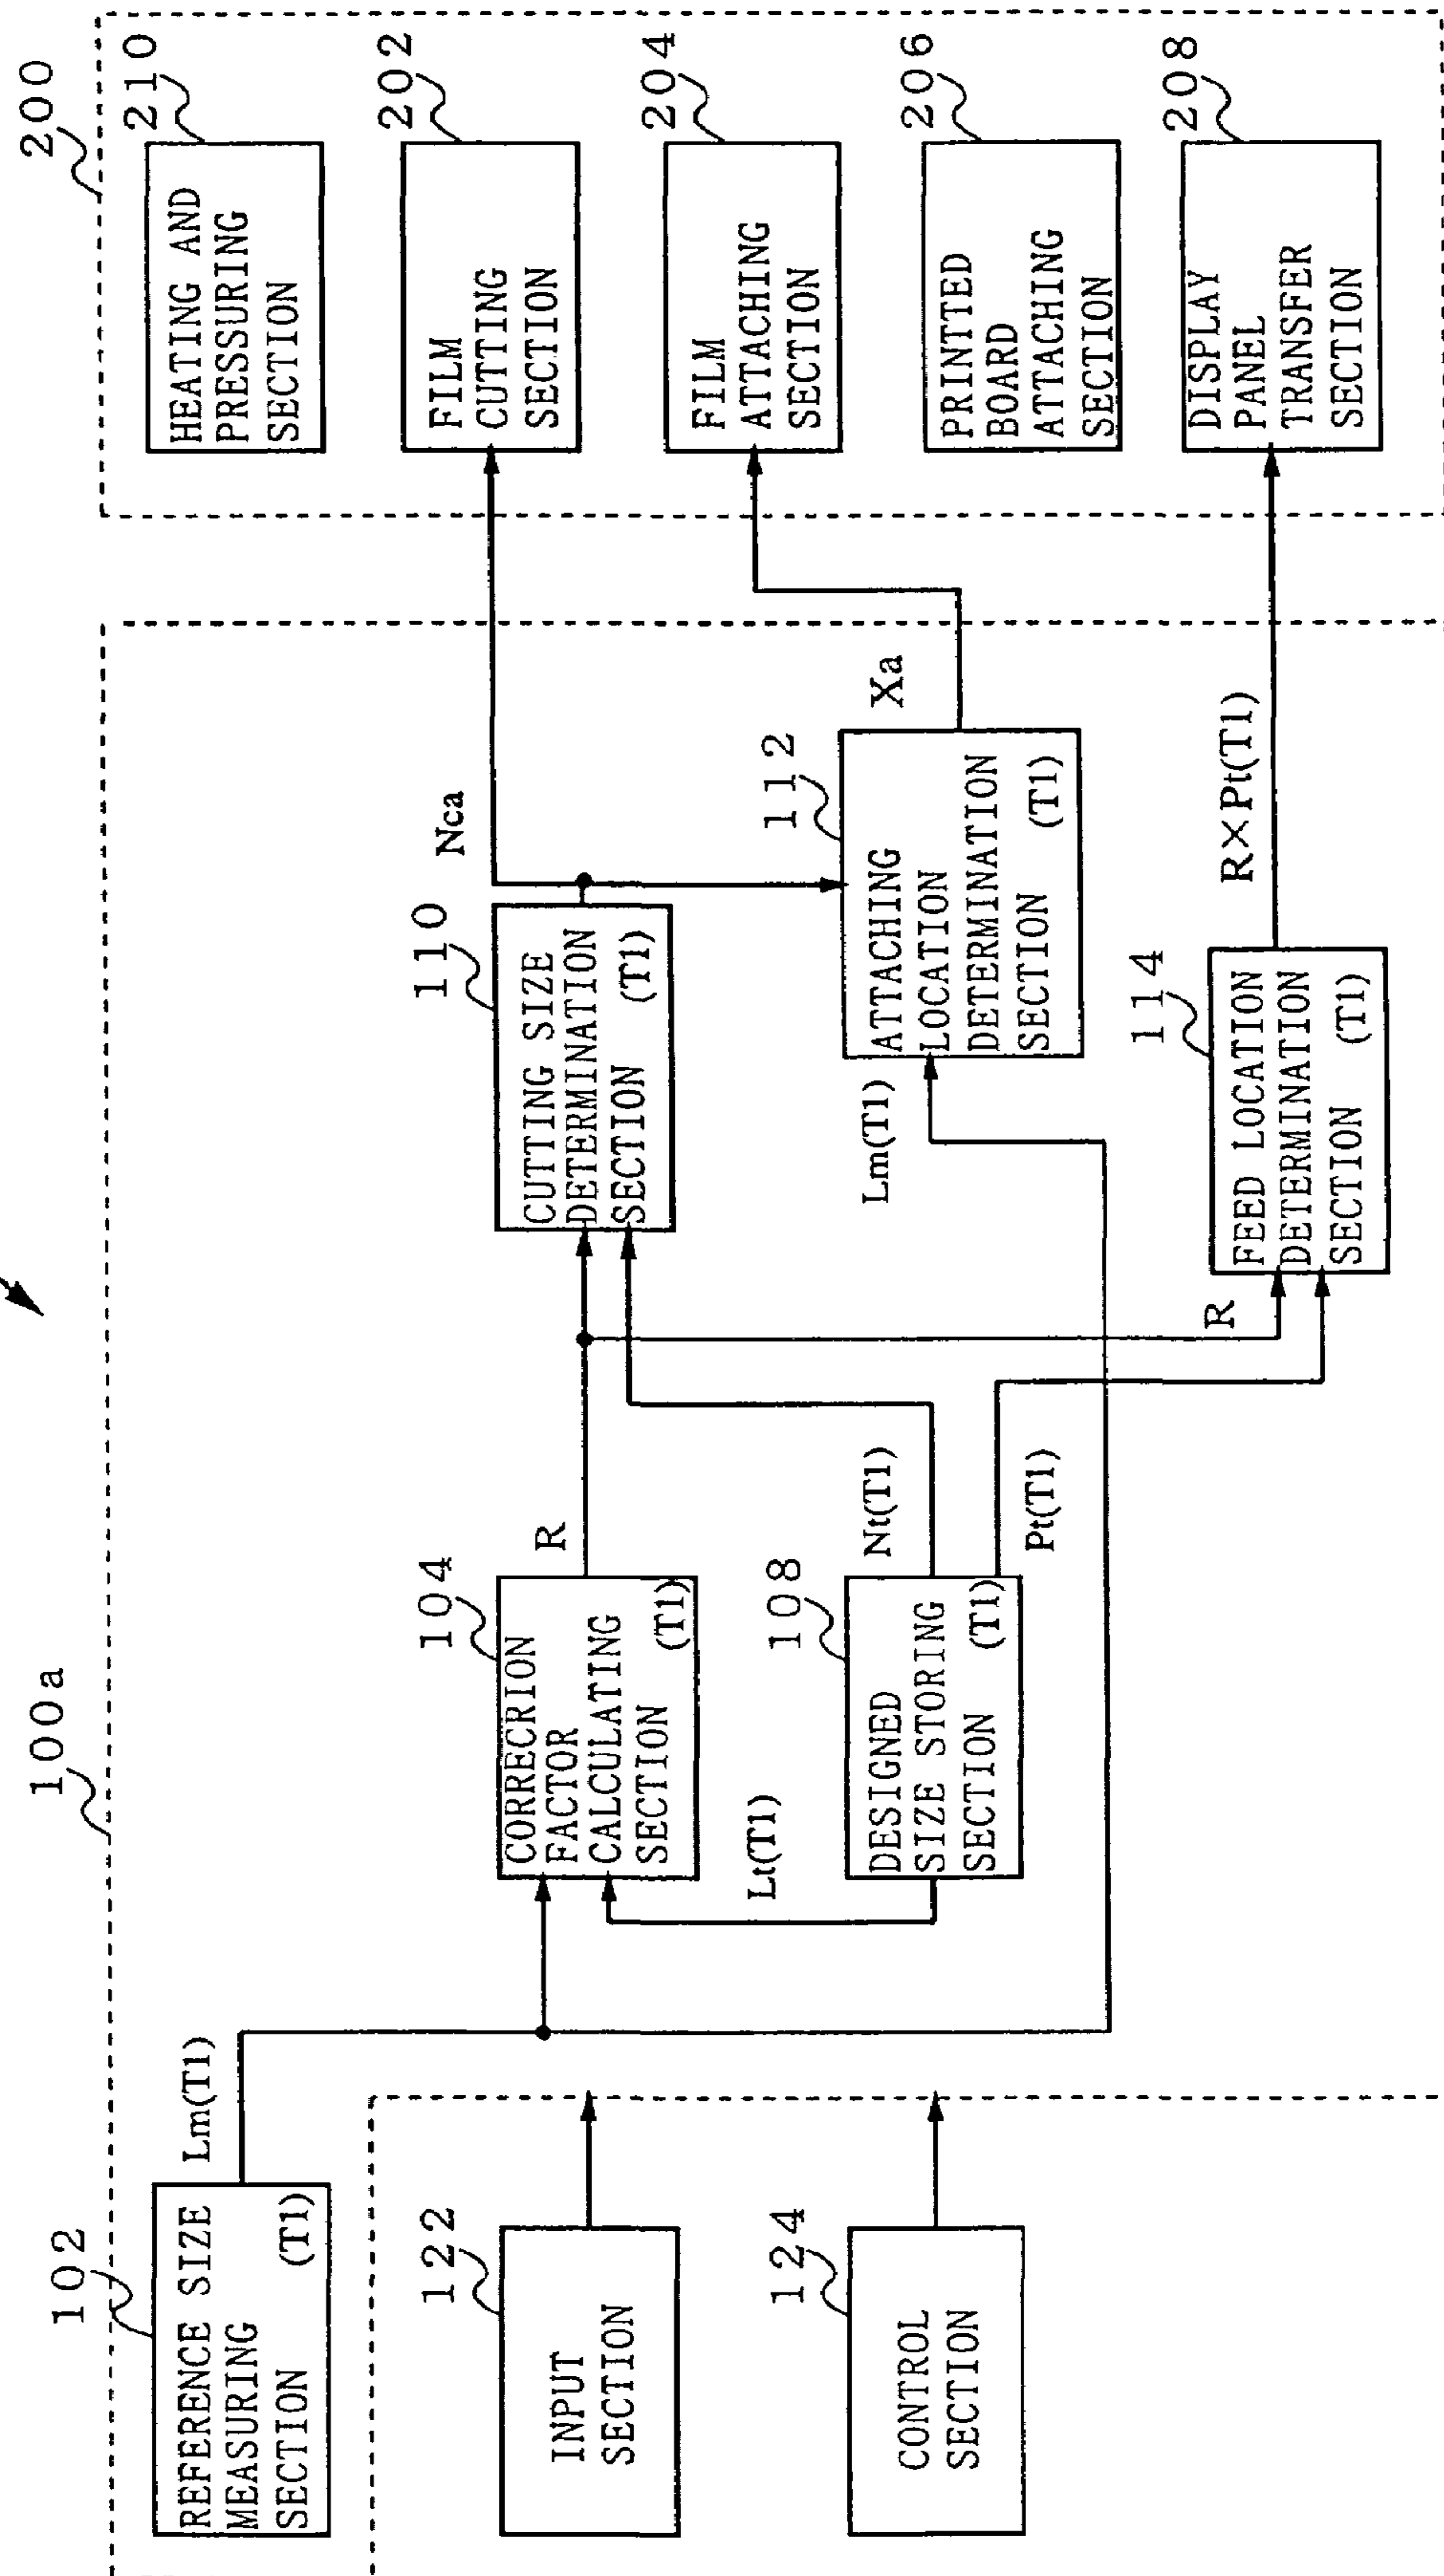 100a
200
102
REFERENCE SIZE
MEASURING
SECTION (T1)
Lm(T1)
122
INPUT
SECTION
124
CONTROL
SECTION
104
CORRECRION
FACTOR
CALCULATING
SECTION (T1)
R
Lt(T1)
108
DESIGNED
SIZE STORING
SECTION (T1)
Nt(T1)
Pt(T1)
110
CUTTING SIZE
DETERMINATION
SECTION (T1)
Nca
Lm(T1)
112
ATTACHING
LOCATION
DETERMINATION
SECTION (T1)
Xa
R
114
FEED LOCATION
DETERMINATION
SECTION (T1)
R×Pt(T1)
210
HEATING AND
PRESSURING
SECTION
202
FILM
CUTTING
SECTION
204
FILM
ATTACHING
SECTION
206
PRINTED
BOARD
ATTACHING
SECTION
208
DISPLAY
PANEL
TRANSFER
SECTION